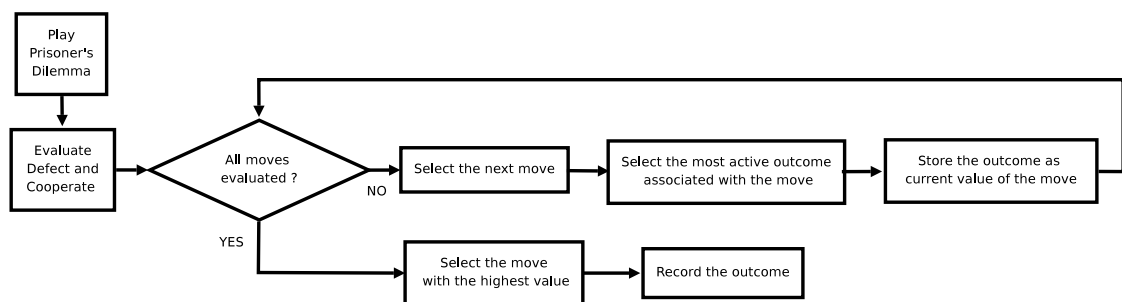 Play
Prisoner's
Dilemma
Evaluate
Defect and
Cooperate
All moves
evaluated ?
NO
Select the next move
Select the most active outcome
associated with the move
Store the outcome as
current value of the move
YES
Select the move
with the highest value
Record the outcome